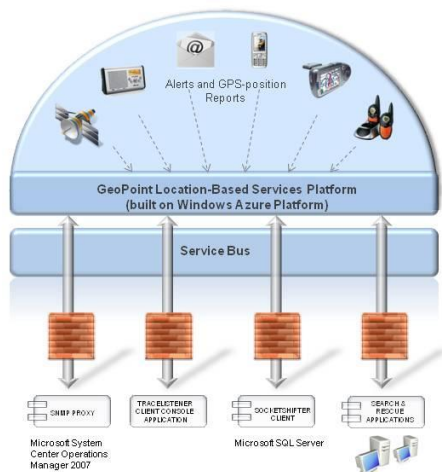 Alerts and GPS-position
Reports
GeoPoint Location-Based Services Platform
(built on Windows Azure Platform)
Service Bus
SNMP PROXY
TRACELISTENER
CLIENT CONSOLE
APPLICATION
SOCKETSHIFTER
CLIENT
SEARCH &
RESCUE
APPLICATIONS
Microsoft System
Center Operations
Manager 2007
Microsoft SQL Server